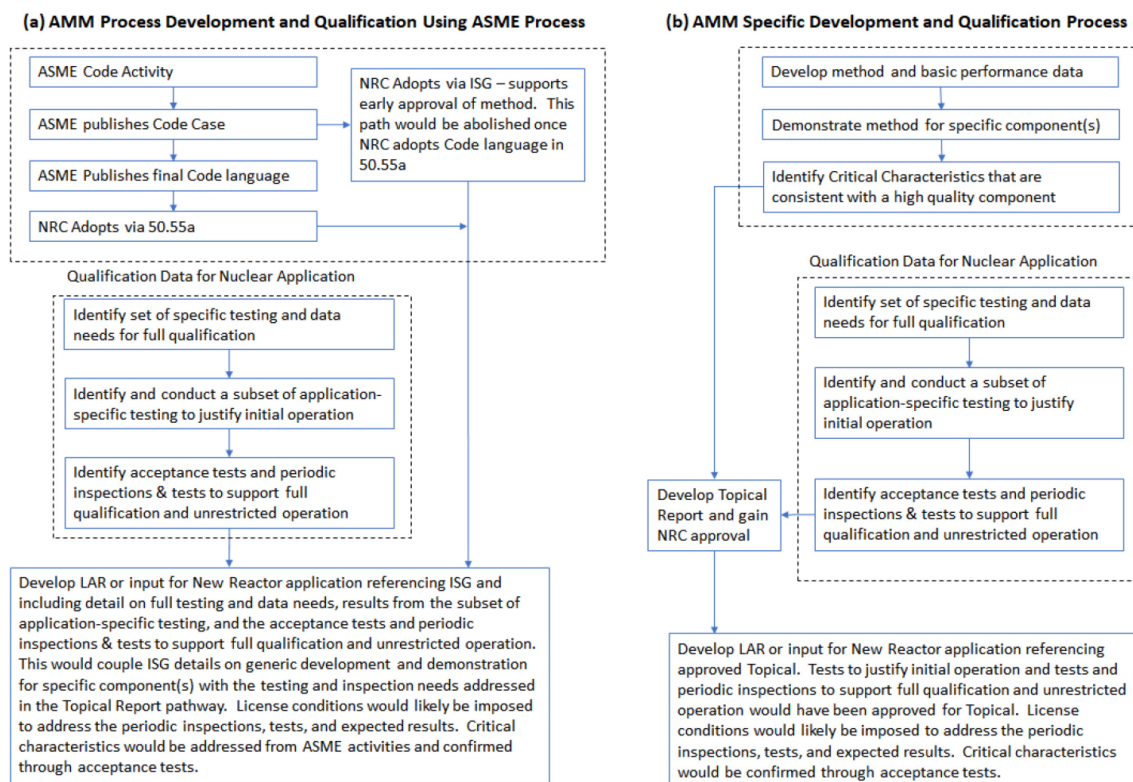 (a) AMM Process Development and Qualification Using ASME Process
ASME Code Activity
ASME publishes Code Case
ASME Publishes final Code language
NRC Adopts via 50.55a
NRC Adopts via ISG – supports
early approval of method. This
path would be abolished once
NRC adopts Code language in
50.55a
Qualification Data for Nuclear Application
Identify set of specific testing and data
needs for full qualification
Identify and conduct a subset of application-
specific testing to justify initial operation
Identify acceptance tests and periodic
inspections & tests to support full
qualification and unrestricted operation
Develop LAR or input for New Reactor application referencing ISG and
including detail on full testing and data needs, results from the subset of
application-specific testing, and the acceptance tests and periodic
inspections & tests to support full qualification and unrestricted operation.
This would couple ISG details on generic development and demonstration
for specific component(s) with the testing and inspection needs addressed
in the Topical Report pathway. License conditions would likely be imposed
to address the periodic inspections, tests, and expected results. Critical
characteristics would be addressed from ASME activities and confirmed
through acceptance tests.
(b) AMM Specific Development and Qualification Process
Develop method and basic performance data
Demonstrate method for specific component(s)
Identify Critical Characteristics that are
consistent with a high quality component
Qualification Data for Nuclear Application
Identify set of specific testing and data
needs for full qualification
Identify and conduct a subset of
application-specific testing to justify
initial operation
Identify acceptance tests and periodic
inspections & tests to support full
qualification and unrestricted operation
Develop Topical
Report and gain
NRC approval
Develop LAR or input for New Reactor application referencing
approved Topical. Tests to justify initial operation and tests and
periodic inspections to support full qualification and unrestricted
operation would have been approved for Topical. License
conditions would likely be imposed to address the periodic
inspections, tests, and expected results. Critical characteristics
would be confirmed through acceptance tests.